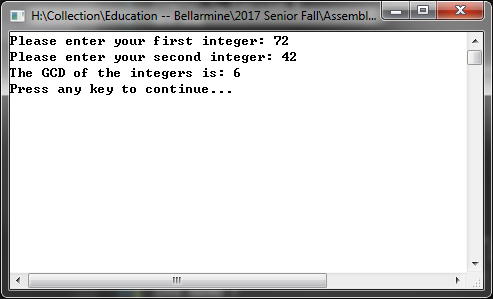 H:\Collection\Education -- Bellarmine\2017 Senior Fall\Assembl...
Please enter your first integer: 72
Please enter your second integer: 42
The GCD of the integers is: 6
Press any key to continue...